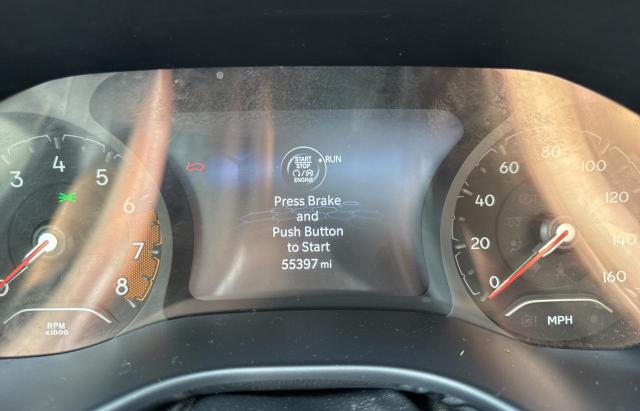 START
STOP
ENGINE
RUN
Press Brake
and
Push Button
to Start
55397 mi
3
4
5
6
7
8
RPM
x1000
0
20
40
60
80
100
120
140
160
MPH